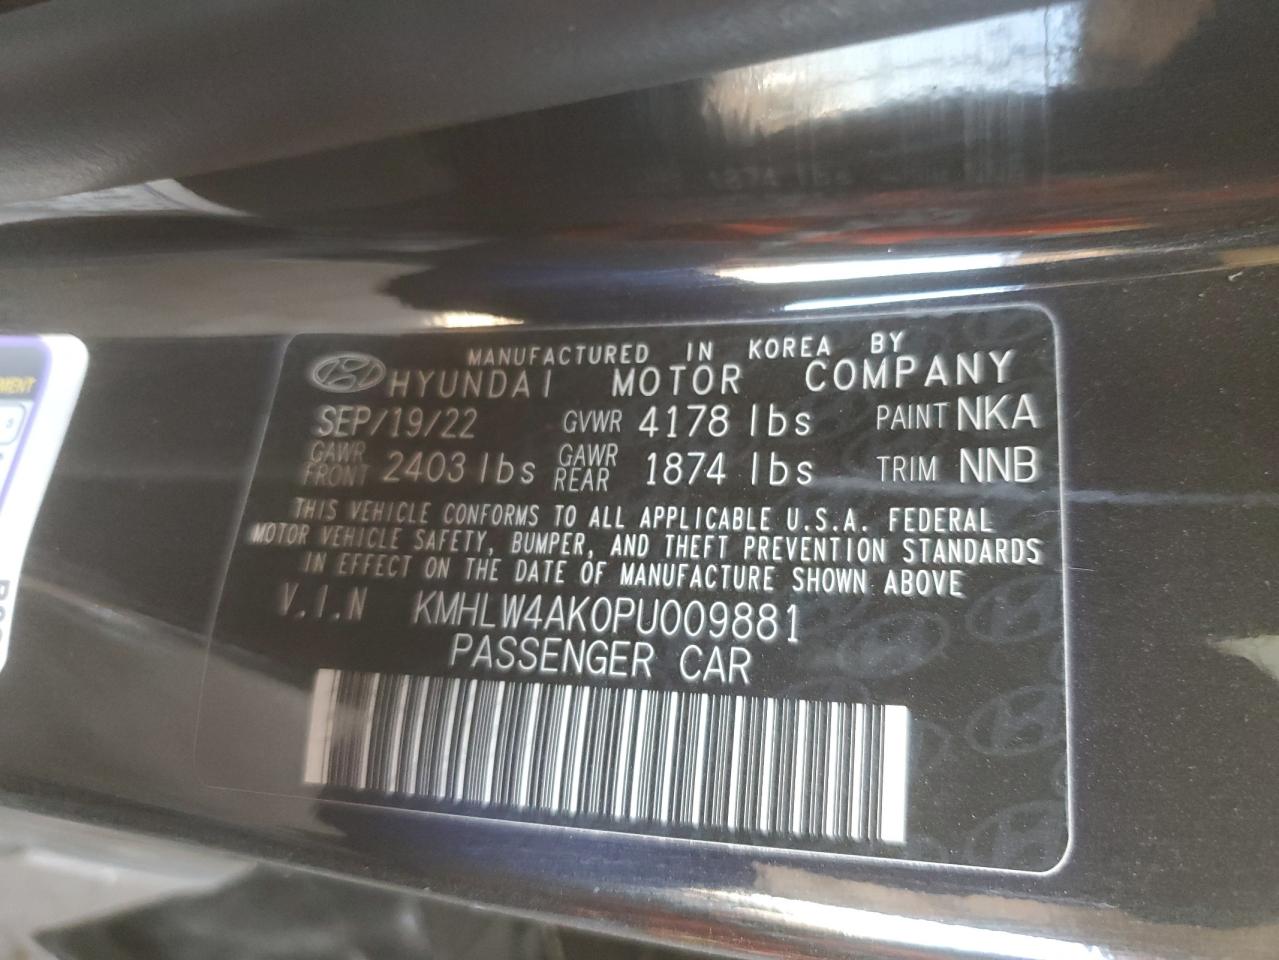 MANUFACTURED IN KOREA BY
HYUNDAI MOTOR COMPANY
SEP/19/22 GVWR 4178 lbs PAINT NKA
GAWR FRONT 2403 lbs GAWR REAR 1874 lbs TRIM NNB
THIS VEHICLE CONFORMS TO ALL APPLICABLE U.S.A. FEDERAL
MOTOR VEHICLE SAFETY, BUMPER, AND THEFT PREVENTION STANDARDS
IN EFFECT ON THE DATE OF MANUFACTURE SHOWN ABOVE
V.I.N KMHLW4AK0PU009881
PASSENGER CAR